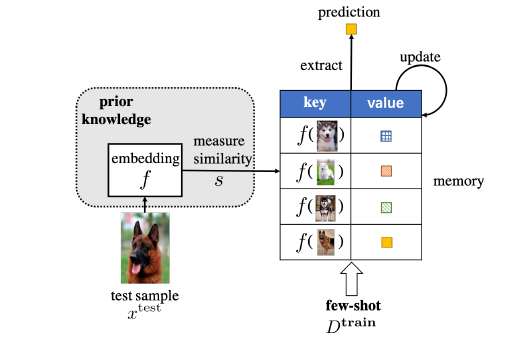 prediction
extract
update
prior
knowledge
key
value
measure
similarity
s
embedding
f
f( )
f( )
f( )
f( )
memory
test sample
x^test
few-shot
D^train